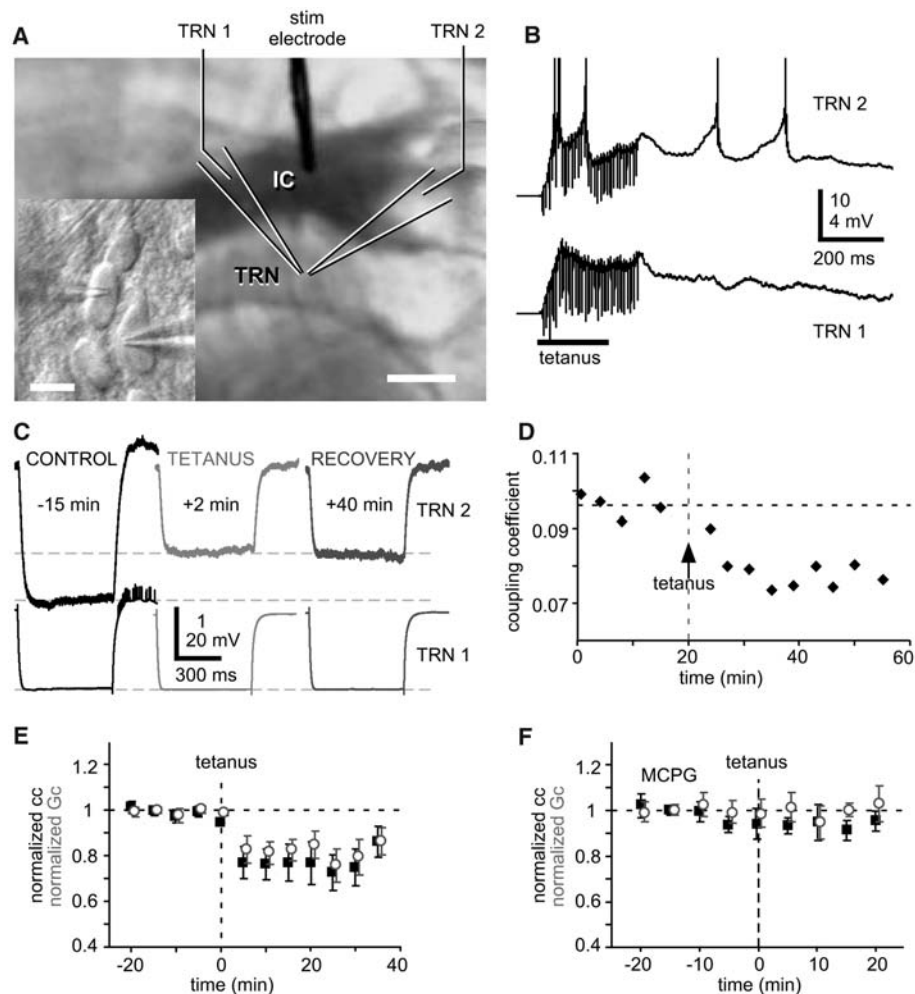 A
TRN 1
stim
electrode
TRN 2
IC
TRN
B
TRN 2
10
4 mV
200 ms
TRN 1
tetanus
C
CONTROL
TETANUS
RECOVERY
-15 min
+2 min
+40 min
TRN 2
1
20 mV
300 ms
TRN 1
D
coupling coefficient
0.11
0.09
0.07
tetanus
0
20
40
60
time (min)
E
tetanus
normalized cc
normalized Gc
1.2
1
0.8
0.6
0.4
-20
0
20
40
time (min)
F
tetanus
MCPG
normalized cc
normalized Gc
1.2
1
0.8
0.6
0.4
-20
-10
0
10
20
time (min)